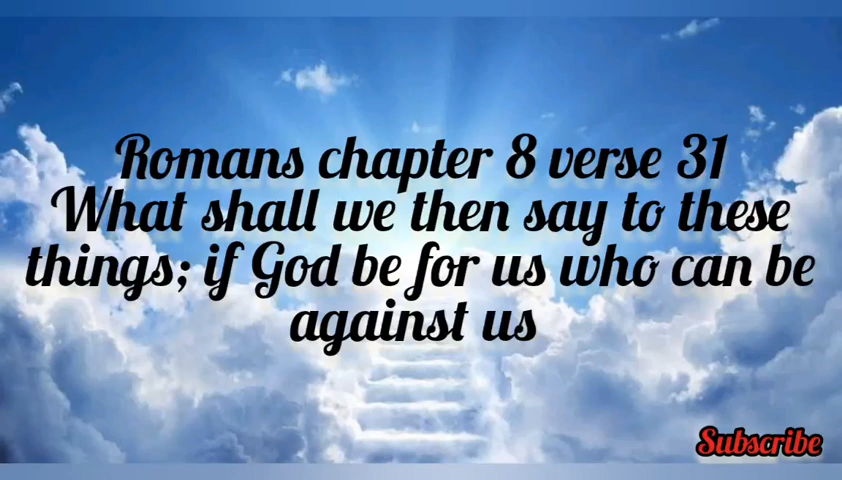 Romans chapter 8 verse 31
What shall we then say to these
things; if God be for us who can be
against us
Subscribe